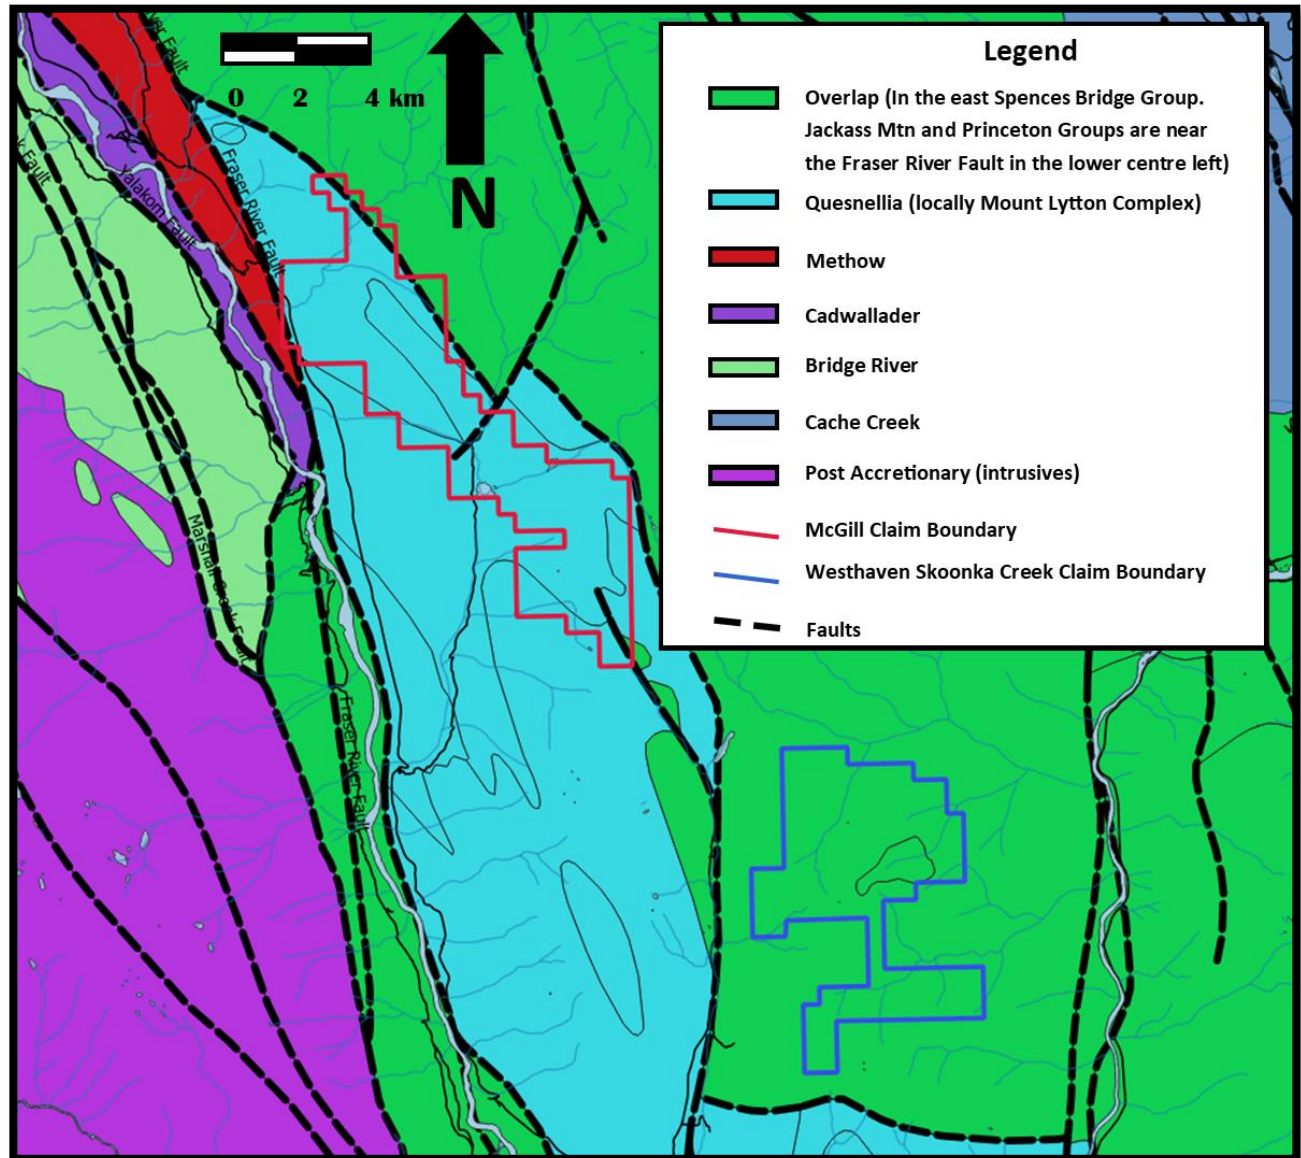 ver Fault
0 2 4 km
N
Legend
Overlap (In the east Spences Bridge Group.
Jackass Mtn and Princeton Groups are near
the Fraser River Fault in the lower centre left)
Quesnellia (locally Mount Lytton Complex)
Methow
Cadwallader
Bridge River
Cache Creek
Post Accretionary (intrusives)
McGill Claim Boundary
Westhaven Skoonka Creek Claim Boundary
Faults
k Fault
Yalakom Fault
Fraser River Fault
Marshall Creek Fault
Fraser River Fault